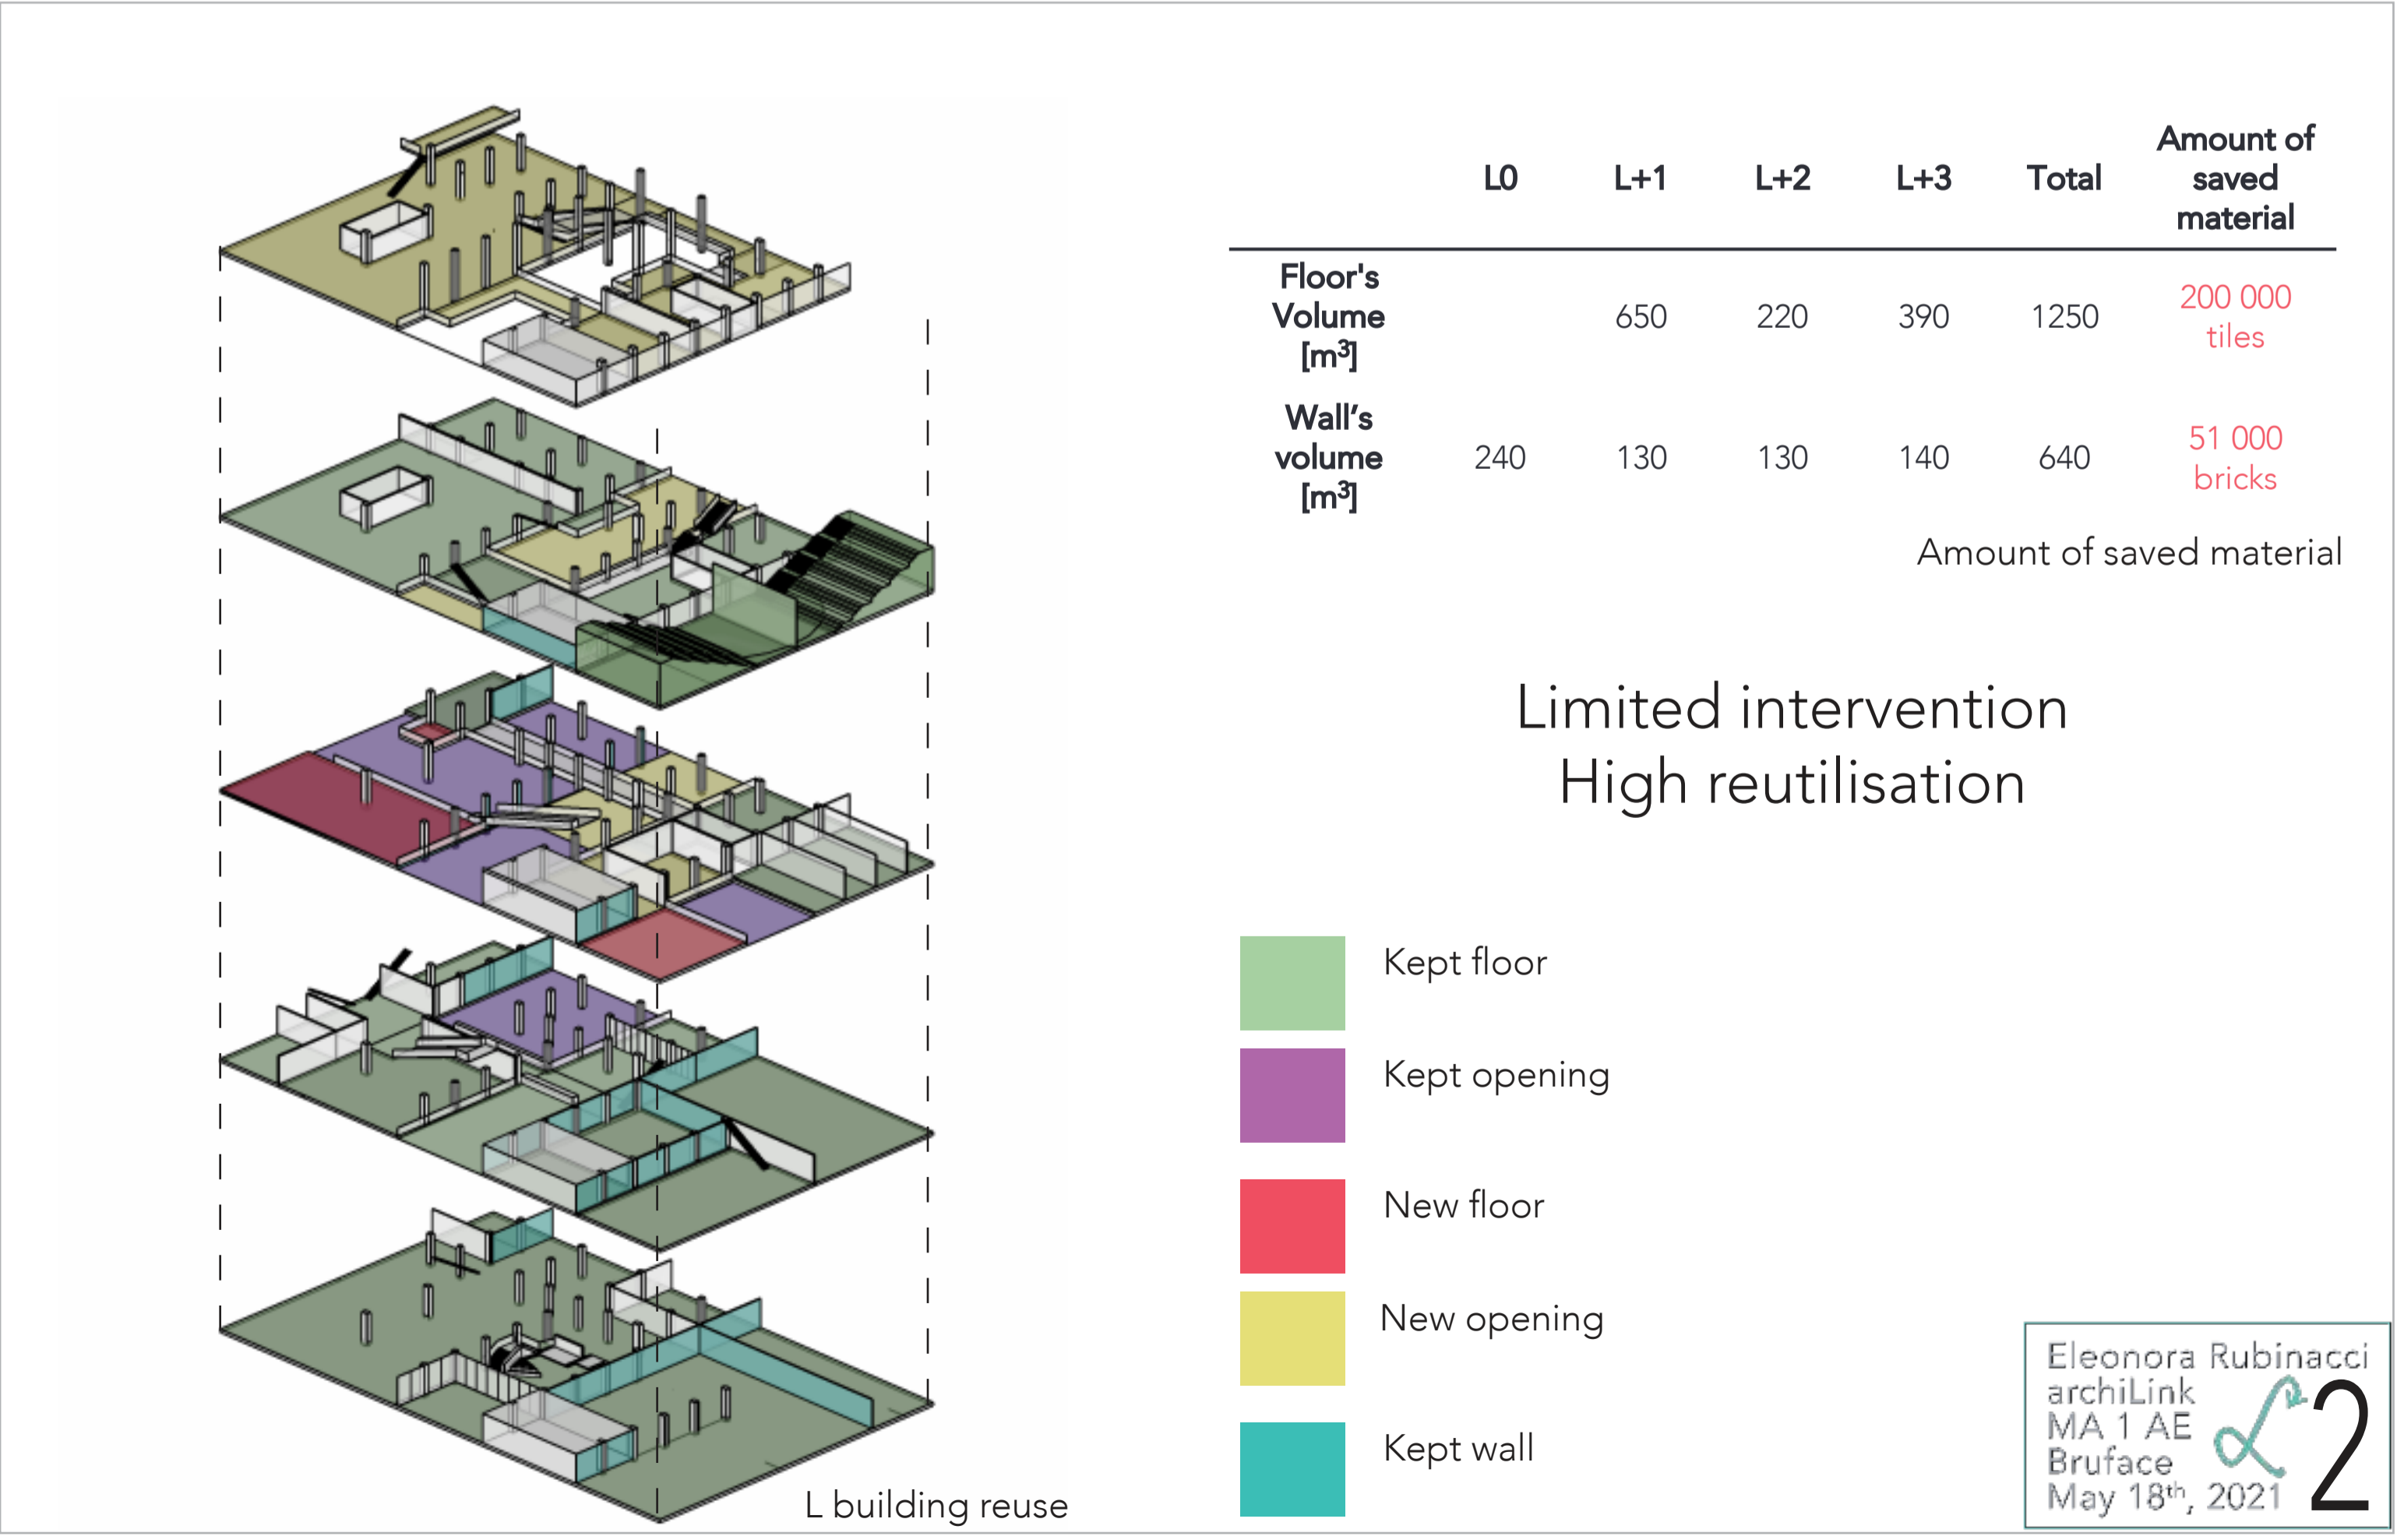 L0 L+1 L+2 L+3 Total Amount of
saved
material
Floor's
Volume
[m³] 650 220 390 1250 200 000
tiles
Wall's
volume
[m³] 240 130 130 140 640 51 000
bricks
Amount of saved material
Limited intervention
High reutilisation
Kept floor
Kept opening
New floor
New opening
Kept wall
L building reuse
Eleonora Rubinacci
archiLink
MA 1 AE
Bruface
May 18th, 2021
2